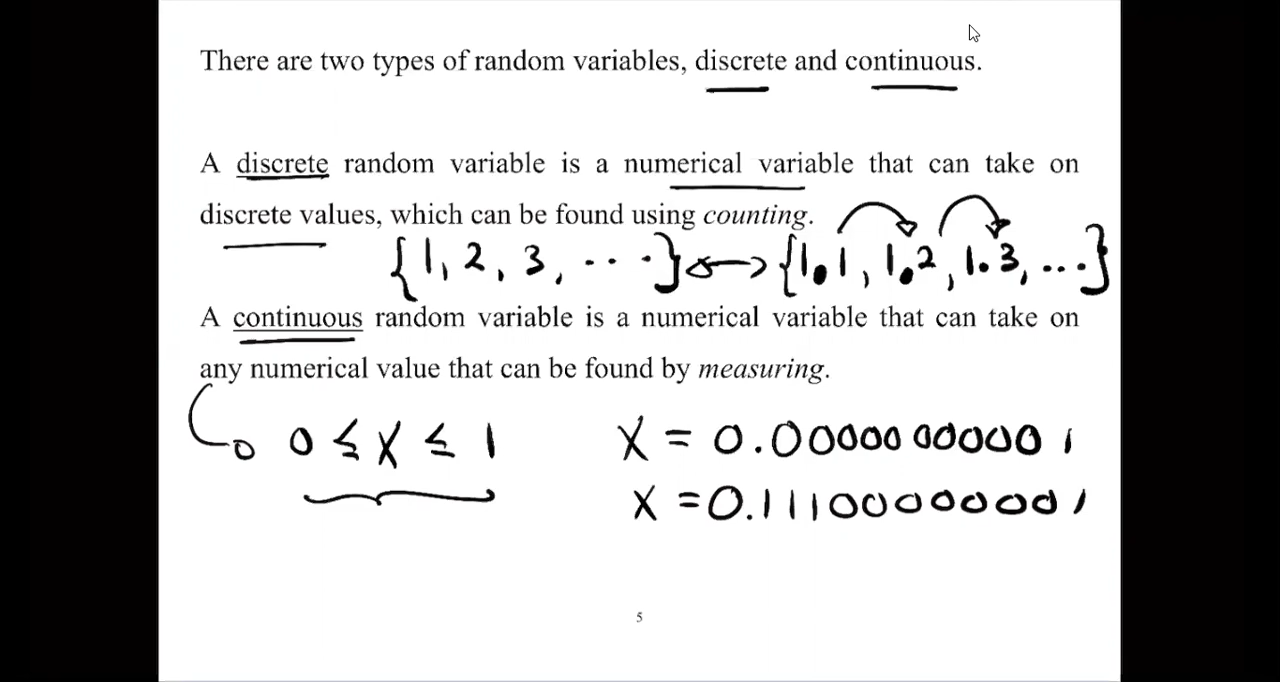 There are two types of random variables, discrete and continuous.
A discrete random variable is a numerical variable that can take on
discrete values, which can be found using counting.
{1, 2, 3, ...} ↔ {1.1, 1.2, 1.3, ...}
A continuous random variable is a numerical variable that can take on
any numerical value that can be found by measuring.
0 ≤ X ≤ 1
X = 0.00000000001
X = 0.11100000001
5